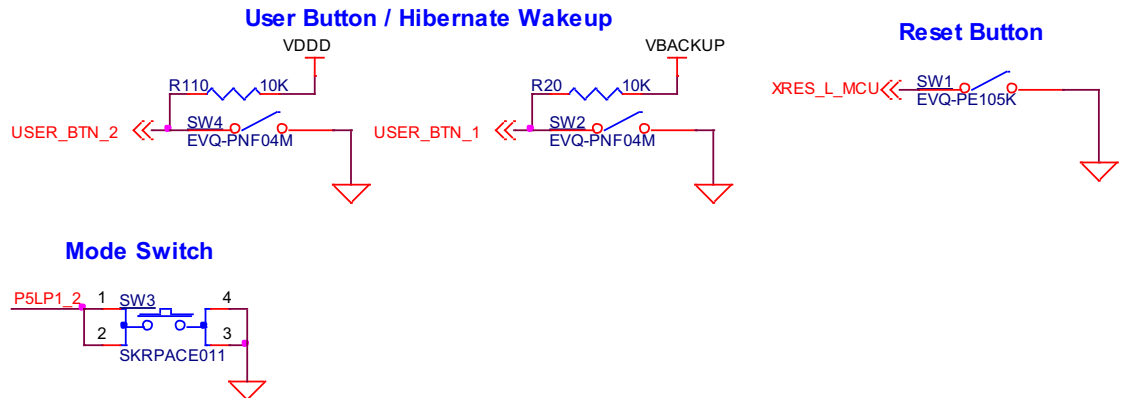 User Button / Hibernate Wakeup
Reset Button
VDDD
VBACKUP
R110 10K
R20 10K
XRES_L_MCU SW1
EVQ-PE105K
USER_BTN_2 SW4
EVQ-PNF04M
USER_BTN_1 SW2
EVQ-PNF04M
Mode Switch
P5LP1_2 1 SW3 4
2 3
SKRPACE011